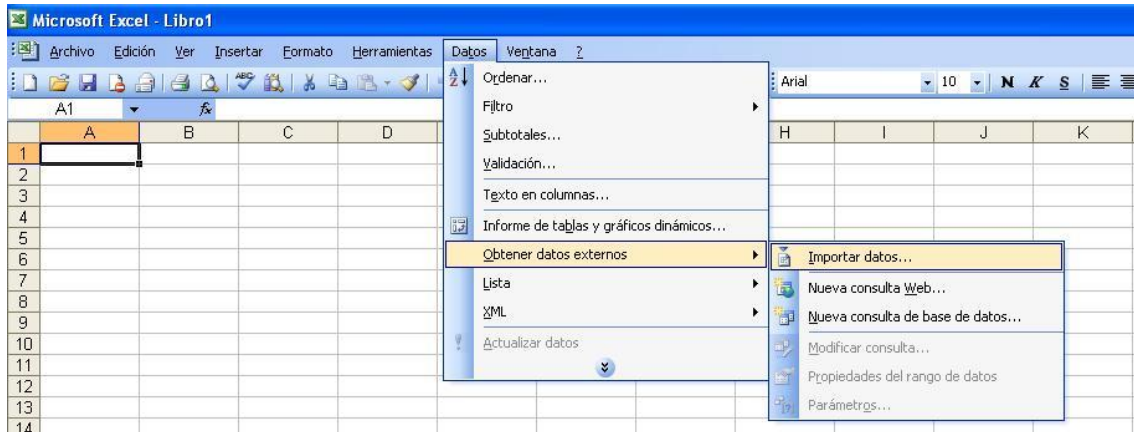 Microsoft Excel - Libro1
Archivo Edición Ver Insertar Formato Herramientas Datos Ventana ?
Arial 10 N K S
A1 fx
A B C D H I J K
1
2
3
4
5
6
7
8
9
10
11
12
13
14
Ordenar...
Filtro
Subtotales...
Validación...
Texto en columnas...
Informe de tablas y gráficos dinámicos...
Obtener datos externos
Lista
XML
Actualizar datos
Importar datos...
Nueva consulta Web...
Nueva consulta de base de datos...
Modificar consulta...
Propiedades del rango de datos
Parámetros...